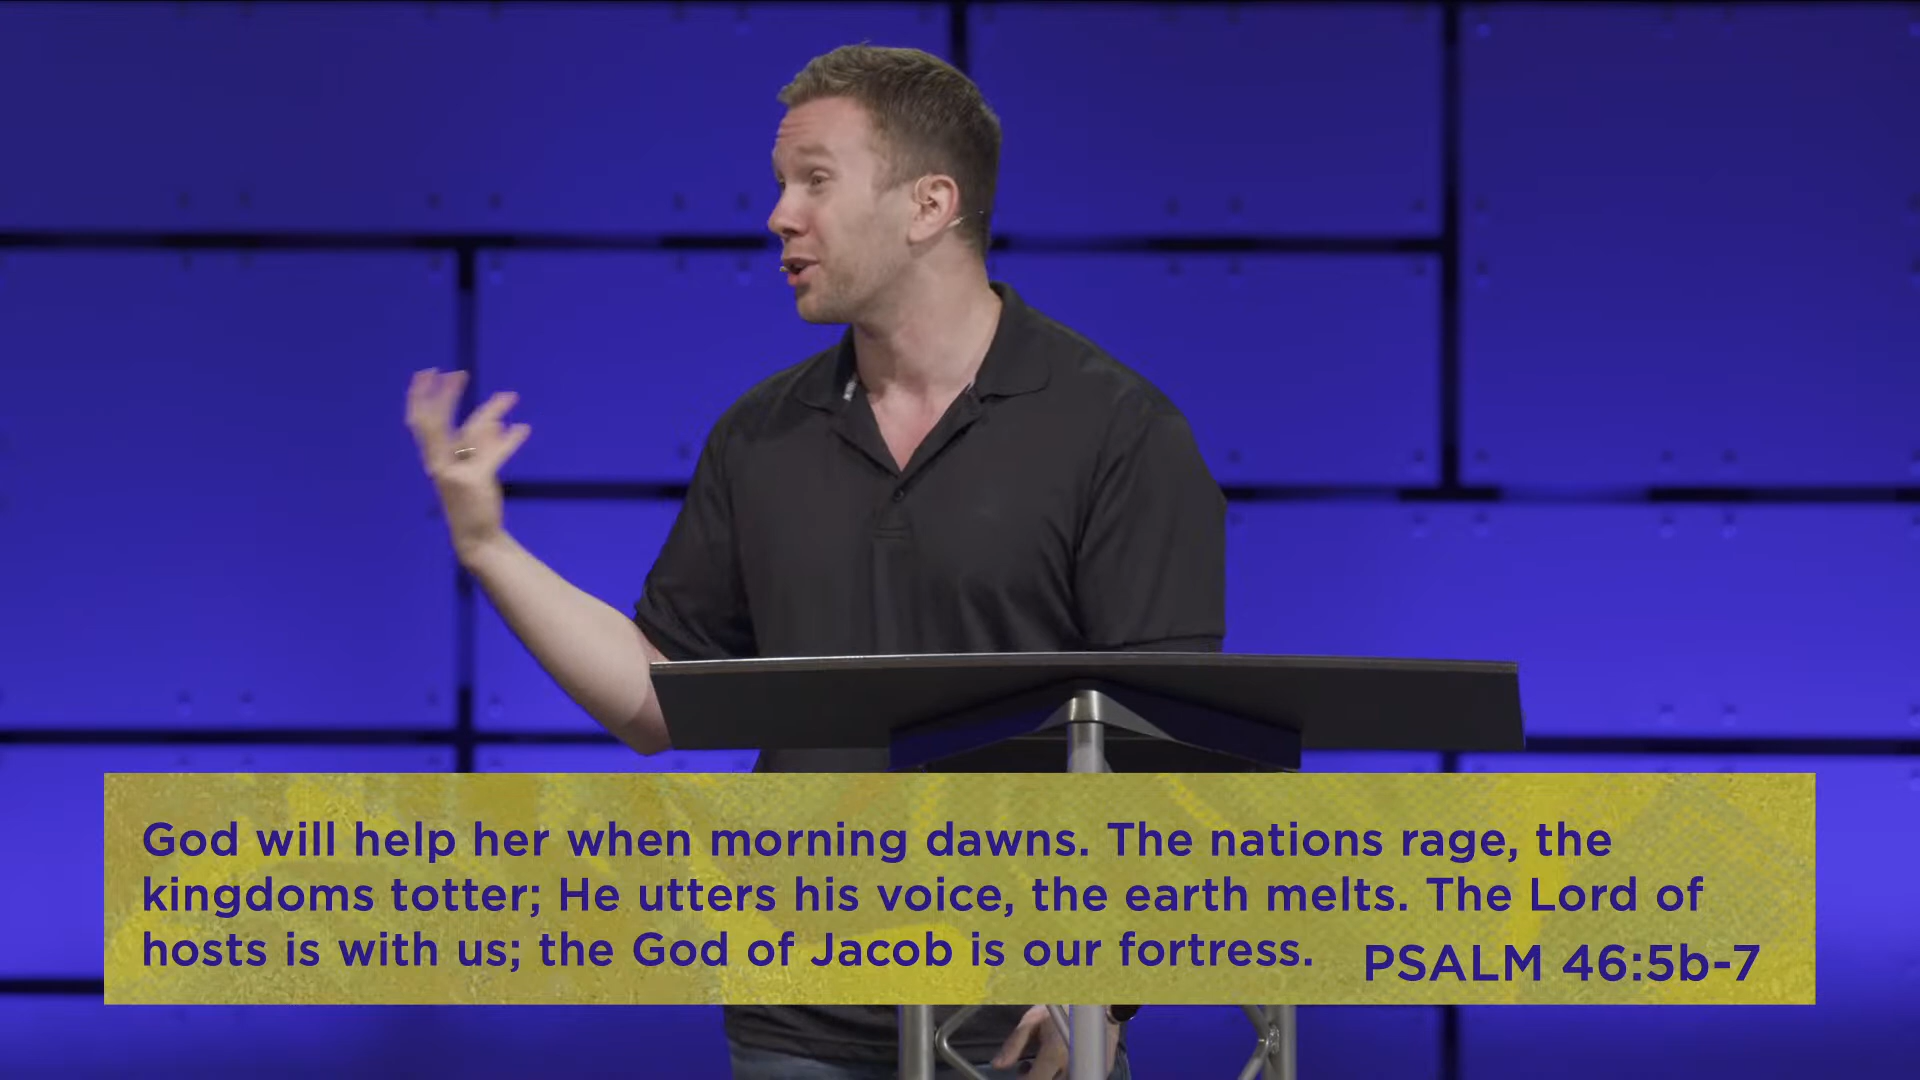 God will help her when morning dawns. The nations rage, the
kingdoms totter; He utters his voice, the earth melts. The Lord of
hosts is with us; the God of Jacob is our fortress.
PSALM 46:5b-7